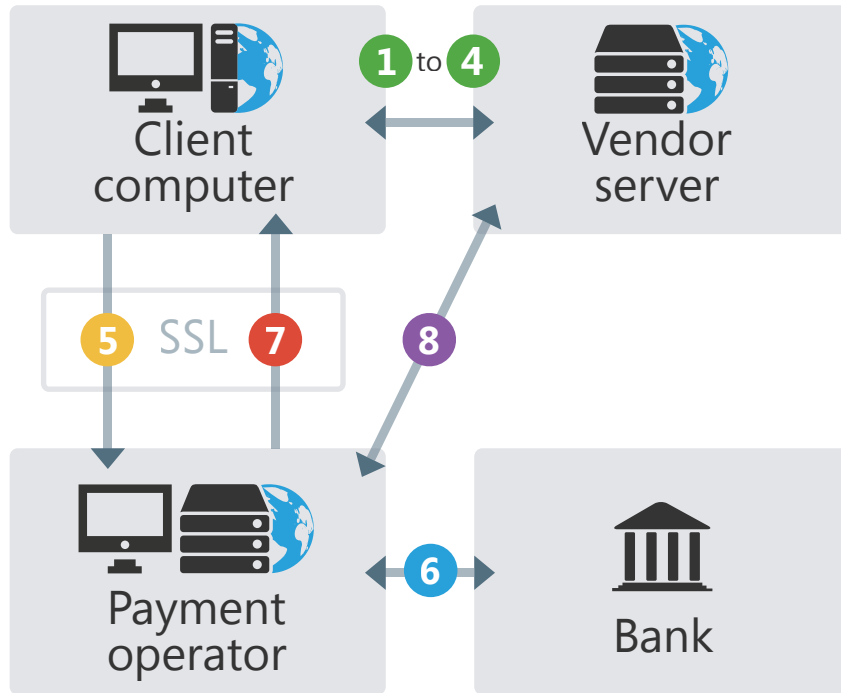 1 to 4
Client
computer
Vendor
server
5 SSL 7
8
Payment
operator
6
Bank